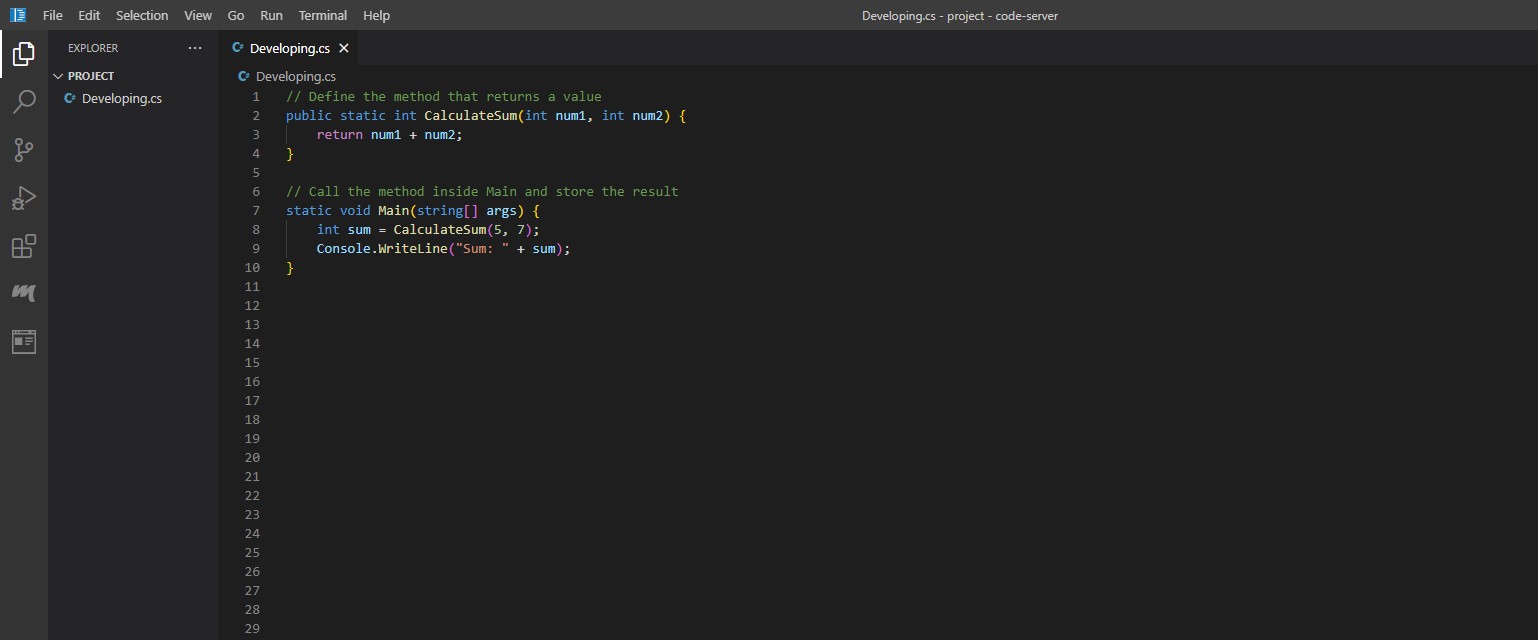 File Edit Selection View Go Run Terminal Help Developing.cs - project - code-server
EXPLORER ···
PROJECT
Developing.cs
Developing.cs
Developing.cs
1 // Define the method that returns a value
2 public static int CalculateSum(int num1, int num2) {
3     return num1 + num2;
4 }
5
6 // Call the method inside Main and store the result
7 static void Main(string[] args) {
8     int sum = CalculateSum(5, 7);
9     Console.WriteLine("Sum: " + sum);
10 }
11
12
13
14
15
16
17
18
19
20
21
22
23
24
25
26
27
28
29